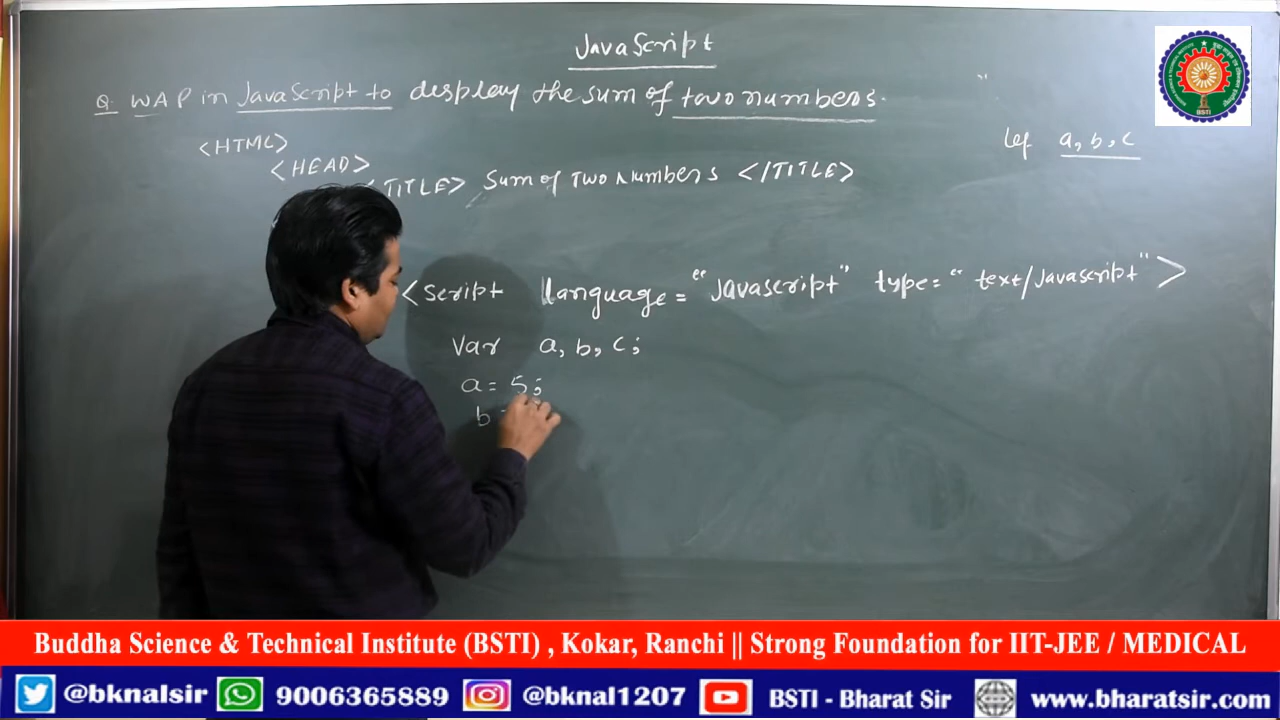 JavaScript
Q. WAP in JavaScript to display the sum of two numbers.
<HTML>
let a, b, c
<HEAD>
<TITLE> Sum of Two Numbers </TITLE>
<script language="Javascript" type="text/javascript">
Var a, b, c;
a = 5;
b
BSTI
Buddha Science & Technical Institute (BSTI) , Kokar, Ranchi || Strong Foundation for IIT-JEE / MEDICAL
@bknalsir 9006365889 @bknal1207 BSTI - Bharat Sir www.bharatsir.com